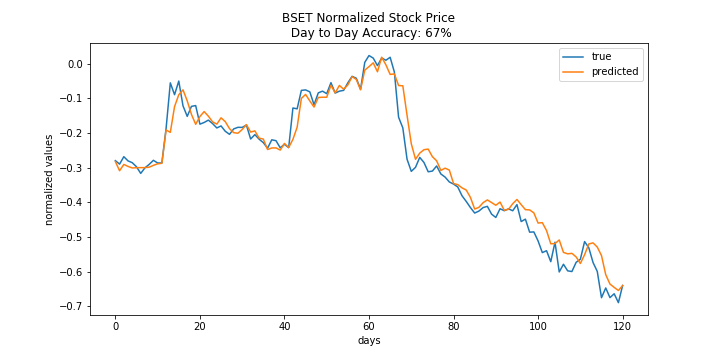 BSET Normalized Stock Price
Day to Day Accuracy: 67%
true
predicted
normalized values
0.0
−0.1
−0.2
−0.3
−0.4
−0.5
−0.6
−0.7
0
20
40
60
80
100
120
days